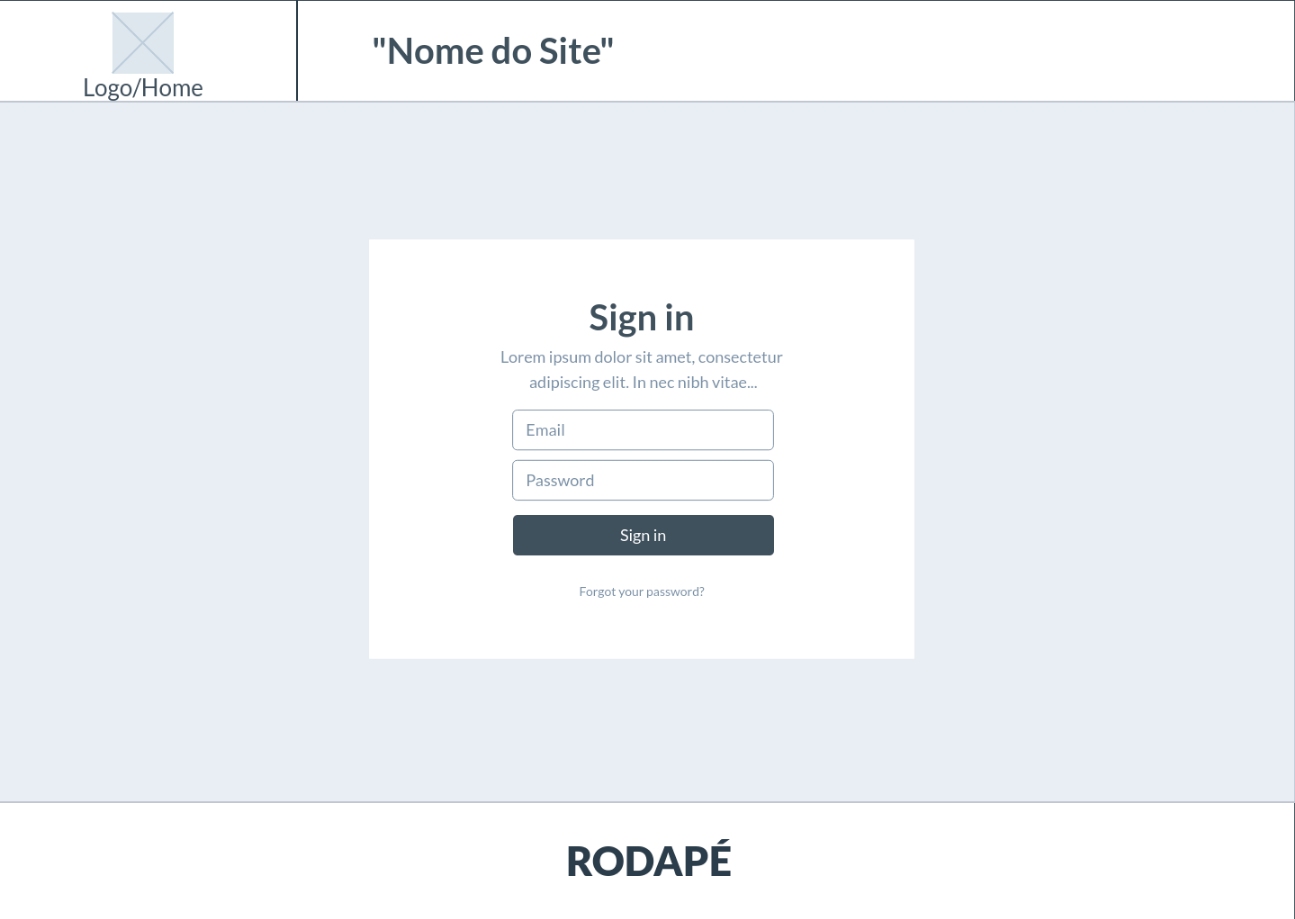 Logo/Home
"Nome do Site"
Sign in
Lorem ipsum dolor sit amet, consectetur
adipiscing elit. In nec nibh vitae...
Email
Password
Sign in
Forgot your password?
RODAPÉ